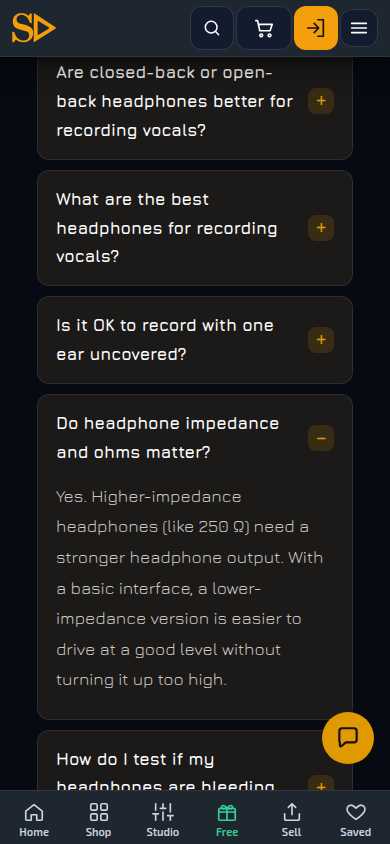 Are closed-back or open-
back headphones better for
recording vocals?
+
What are the best
headphones for recording
vocals?
+
Is it OK to record with one
ear uncovered?
+
Do headphone impedance
and ohms matter?
−
Yes. Higher-impedance
headphones (like 250 Ω) need a
stronger headphone output. With
a basic interface, a lower-
impedance version is easier to
drive at a good level without
turning it up too high.
How do I test if my
headphones are bleeding
+
Home Shop Studio Free Sell Saved